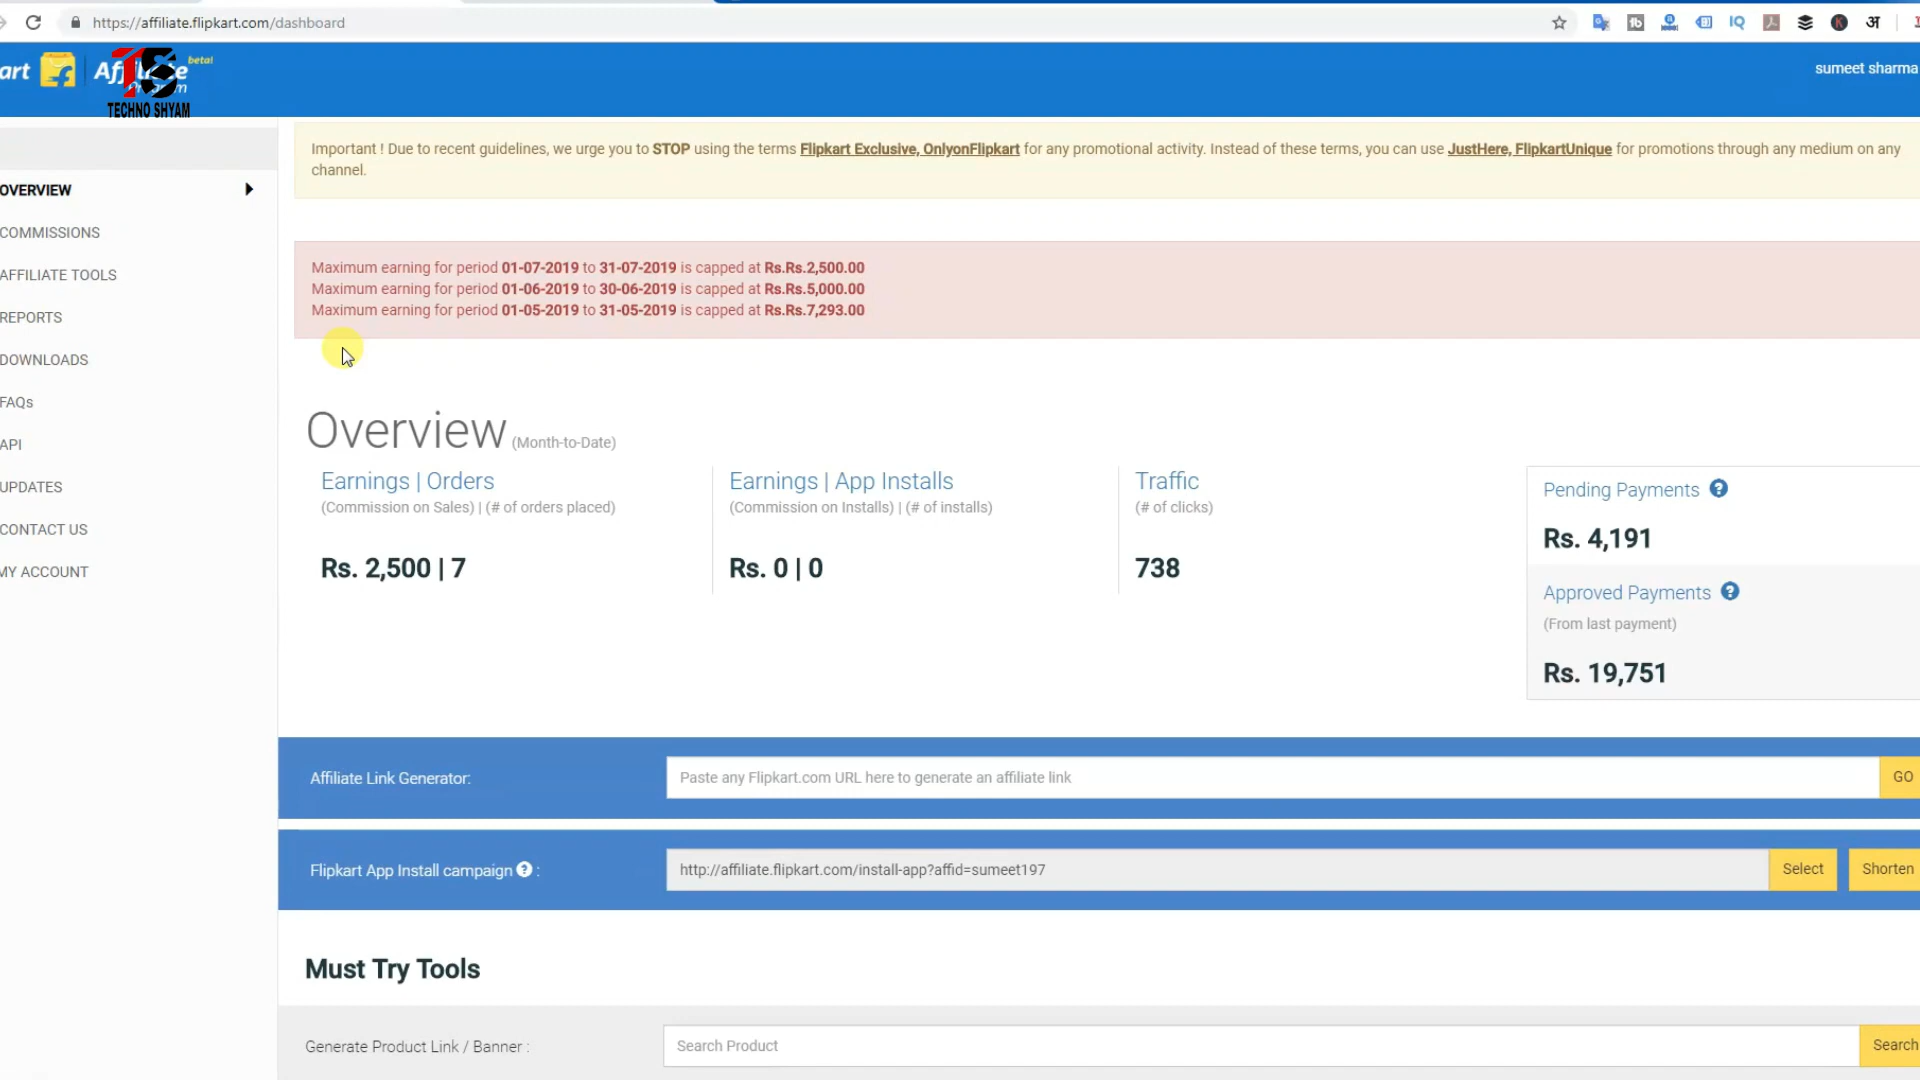 https://affiliate.flipkart.com/dashboard
IQ
K
अ
art
Affiliate
beta!
Program
TS
TECHNO SHYAM
sumeet sharma
Important ! Due to recent guidelines, we urge you to STOP using the terms Flipkart Exclusive, OnlyonFlipkart for any promotional activity. Instead of these terms, you can use JustHere, FlipkartUnique for promotions through any medium on any
channel.
OVERVIEW
COMMISSIONS
AFFILIATE TOOLS
REPORTS
DOWNLOADS
FAQs
API
UPDATES
CONTACT US
MY ACCOUNT
Maximum earning for period 01-07-2019 to 31-07-2019 is capped at Rs.Rs.2,500.00
Maximum earning for period 01-06-2019 to 30-06-2019 is capped at Rs.Rs.5,000.00
Maximum earning for period 01-05-2019 to 31-05-2019 is capped at Rs.Rs.7,293.00
Overview (Month-to-Date)
Earnings | Orders
(Commission on Sales) | (# of orders placed)
Rs. 2,500 | 7
Earnings | App Installs
(Commission on Installs) | (# of installs)
Rs. 0 | 0
Traffic
(# of clicks)
738
Pending Payments ?
Rs. 4,191
Approved Payments ?
(From last payment)
Rs. 19,751
Affiliate Link Generator:
Paste any Flipkart.com URL here to generate an affiliate link
GO
Flipkart App Install campaign ? :
http://affiliate.flipkart.com/install-app?affid=sumeet197
Select
Shorten
Must Try Tools
Generate Product Link / Banner :
Search Product
Search